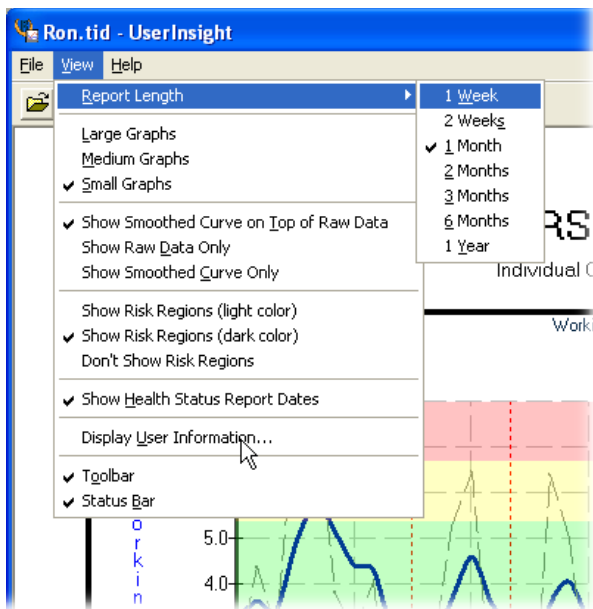 Ron.tid - UserInsight
File View Help
Report Length
1 Week
2 Weeks
1 Month
2 Months
3 Months
6 Months
1 Year
Large Graphs
Medium Graphs
Small Graphs
Show Smoothed Curve on Top of Raw Data
Show Raw Data Only
Show Smoothed Curve Only
Show Risk Regions (light color)
Show Risk Regions (dark color)
Don't Show Risk Regions
Show Health Status Report Dates
Display User Information...
Toolbar
Status Bar
RS
Individual
Worki
orkin
5.0
4.0